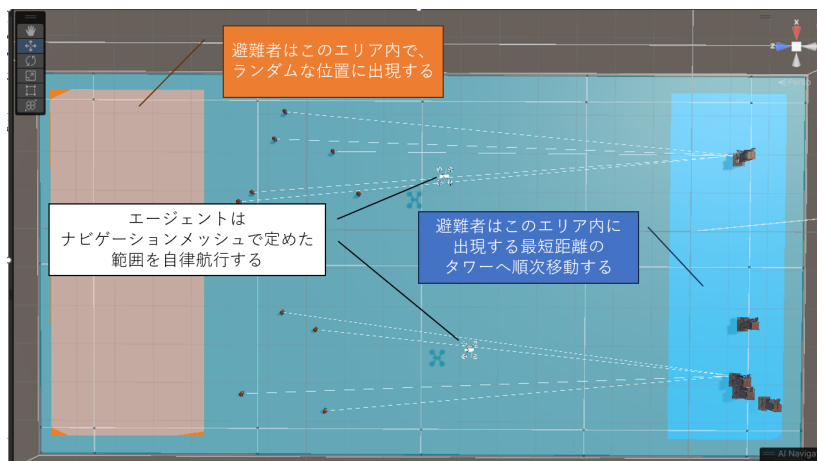 避難者はこのエリア内で、
ランダムな位置に出現する
x
z
Persp
エージェントは
ナビゲーションメッシュで定めた
範囲を自律航行する
避難者はこのエリア内に
出現する最短距離の
タワーへ順次移動する
AI Naviga